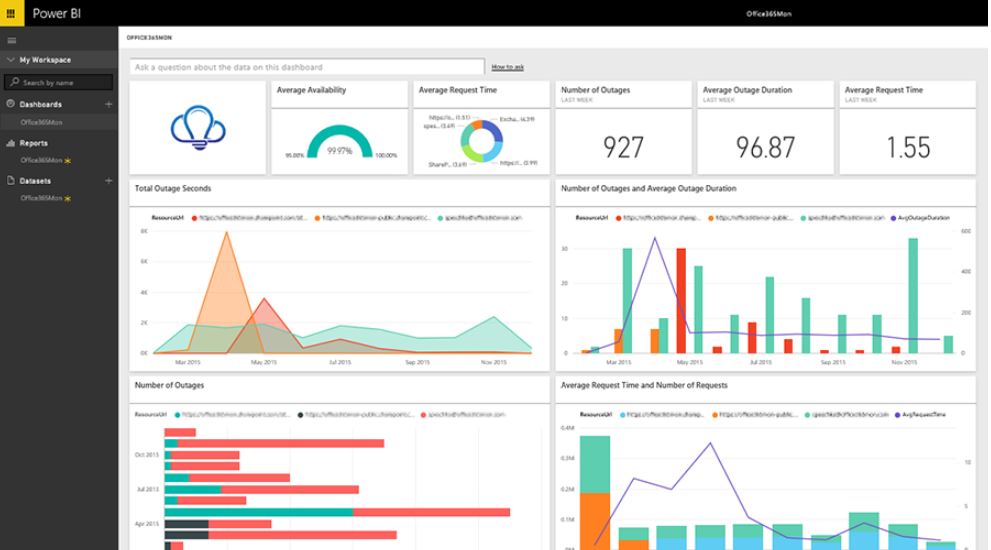 Power BI
Office365Mon
OFFICE365MON
My Workspace
Ask a question about the data on this dashboard
How to ask
Search by name
Dashboards
Office365Mon
Reports
Office365Mon
Datasets
Office365Mon
Average Availability
95.00%
99.97%
100.00%
Average Request Time
https://o... (1.51)
Excha... (4.39)
spes... (3.69)
ShareP... (3.69)
https://... (2.99)
Number of Outages
LAST WEEK
927
Average Outage Duration
LAST WEEK
96.87
Average Request Time
LAST WEEK
1.55
Total Outage Seconds
ResourceUrl
8K
6K
4K
2K
0K
Mar 2015
May 2015
Jul 2015
Sep 2015
Nov 2015
Number of Outages and Average Outage Duration
ResourceUrl
AvgOutageDuration
30
20
10
0
600
400
200
0
Mar 2015
May 2015
Jul 2015
Sep 2015
Nov 2015
Number of Outages
ResourceUrl
Oct 2015
Jul 2015
Apr 2015
Average Request Time and Number of Requests
ResourceUrl
AvgRequestTime
0.4M
0.3M
0.2M
0.1M
10
5